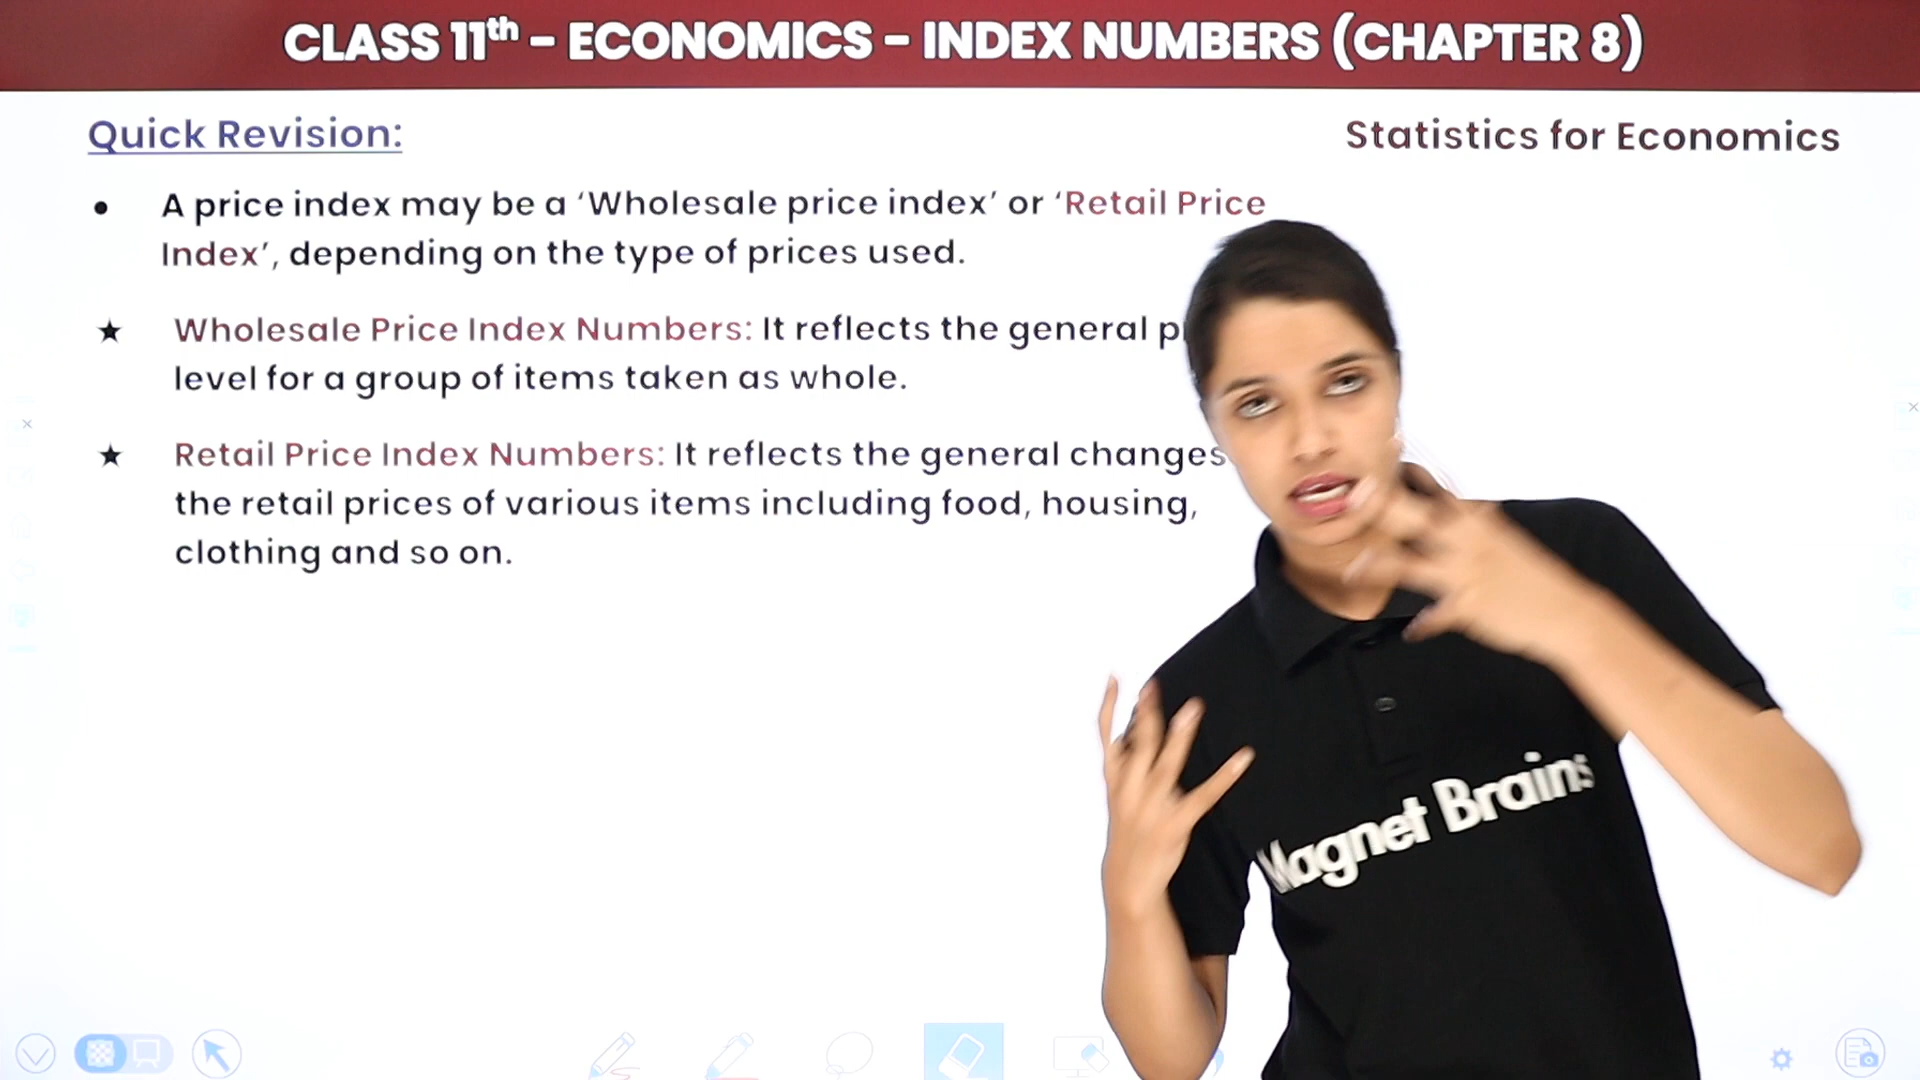 CLASS 11th - ECONOMICS - INDEX NUMBERS (CHAPTER 8)
Quick Revision:
Statistics for Economics
• A price index may be a ‘Wholesale price index’ or ‘Retail Price
Index’, depending on the type of prices used.
★ Wholesale Price Index Numbers: It reflects the general
level for a group of items taken as whole.
★ Retail Price Index Numbers: It reflects the general changes
the retail prices of various items including food, housing,
clothing and so on.
Magnet Brains